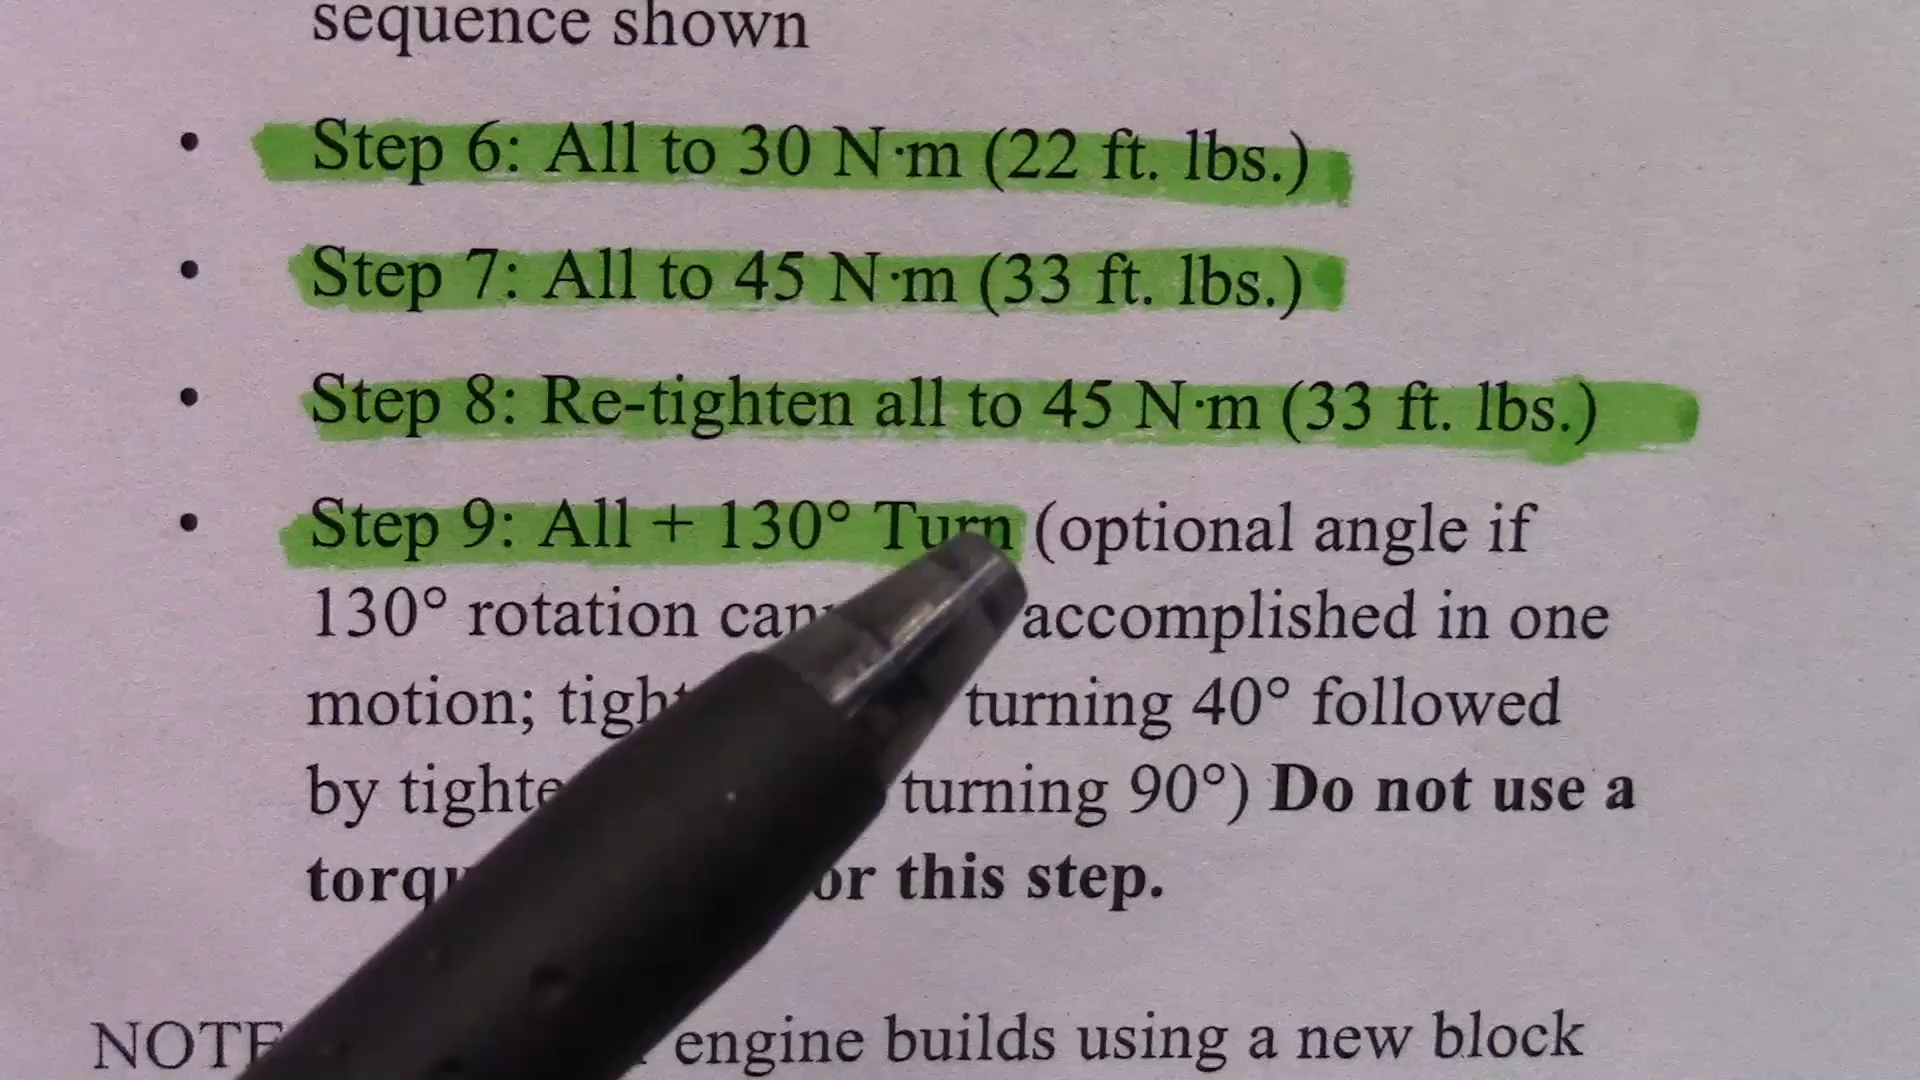 sequence shown
• Step 6: All to 30 N·m (22 ft. lbs.)
• Step 7: All to 45 N·m (33 ft. lbs.)
• Step 8: Re-tighten all to 45 N·m (33 ft. lbs.)
• Step 9: All + 130° Turn (optional angle if
130° rotation accomplished in one
motion; turning 40° followed
by turning 90°) Do not use a
this step.
NOTE engine builds using a new block